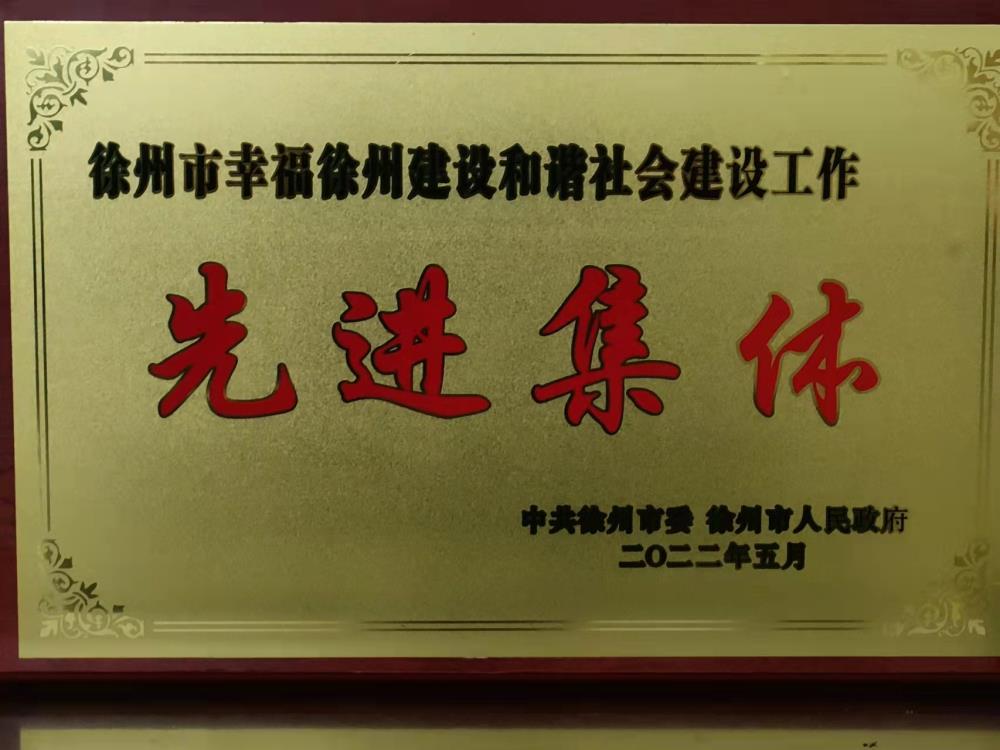 徐州市幸福徐州建设和谐社会建设工作
先进集体
中共徐州市委 徐州市人民政府
二〇二二年五月